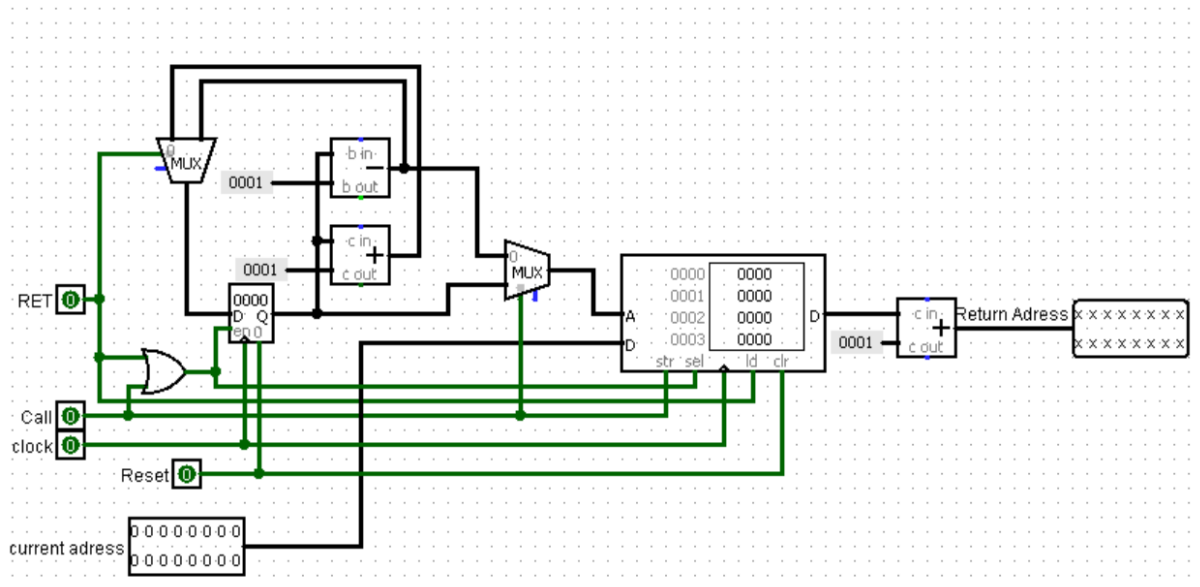 0
MUX
b in
b out
0001
c in
c out
0001
0
MUX
RET 0
0000
D Q
en 0
A
D
0000 0000
0001 0000
0002 0000
0003 0000
D
str sel ld clr
c in
c out
0001
Return Adress
x x x x x x x x
x x x x x x x x
Call 0
clock 0
Reset 0
current adress
0 0 0 0 0 0 0 0
0 0 0 0 0 0 0 0